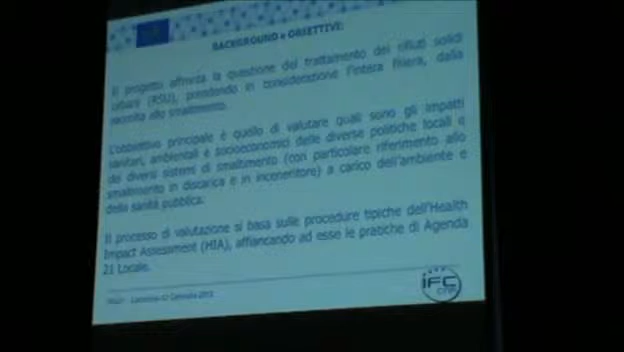 BACKGROUND e OBIETTIVI:
Il progetto affronta la questione del trattamento dei rifiuti solidi
urbani (RSU), prendendo in considerazione l'intera filiera, dalla
raccolta allo smaltimento.
L'obiettivo principale è quello di valutare quali sono gli impatti
sanitari, ambientali e socioeconomici delle diverse politiche locali e
dei diversi sistemi di smaltimento (con particolare riferimento allo
smaltimento in discarica e in inceneritore) a carico dell'ambiente e
della sanità pubblica.
Il processo di valutazione si basa sulle procedure tipiche dell'Health
Impact Assessment (HIA), affiancando ad esse le pratiche di Agenda
21 Locale.
IFC